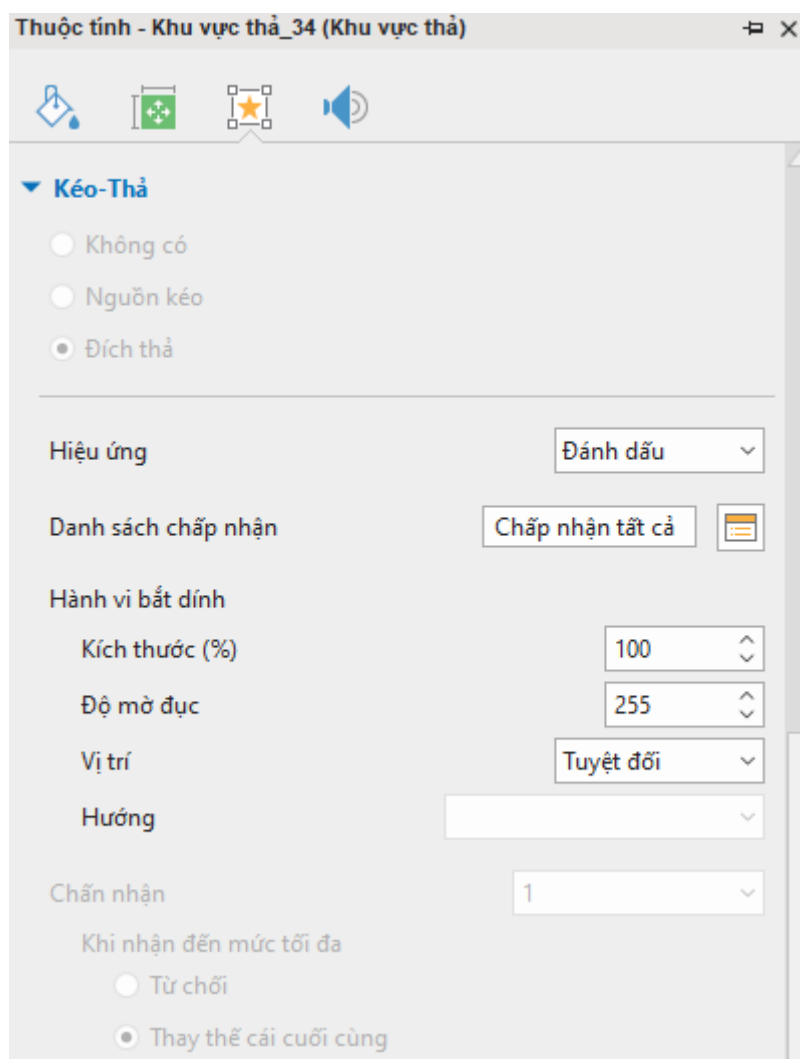 Thuộc tính - Khu vực thả_34 (Khu vực thả)
Kéo-Thả
Không có
Nguồn kéo
Đích thả
Hiệu ứng Đánh dấu
Danh sách chấp nhận Chấp nhận tất cả
Hành vi bắt dính
Kích thước (%) 100
Độ mờ đục 255
Vị trí Tuyệt đối
Hướng
Chấn nhận 1
Khi nhận đến mức tối đa
Từ chối
Thay thế cái cuối cùng